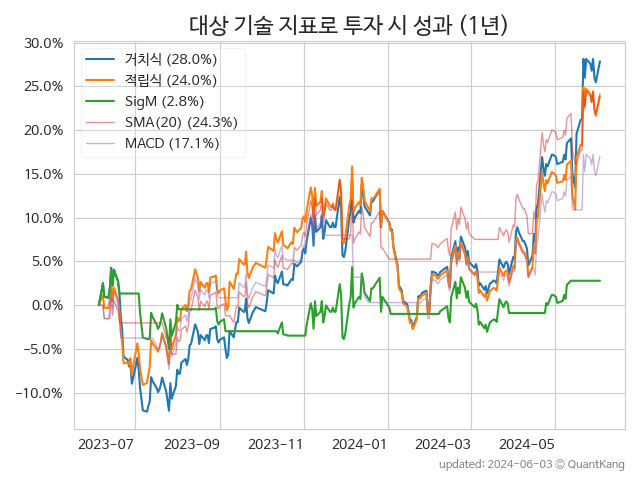 대상 기술 지표로 투자 시 성과 (1년)
30.0%
25.0%
20.0%
15.0%
10.0%
5.0%
0.0%
−5.0%
−10.0%
거치식 (28.0%)
적립식 (24.0%)
SigM (2.8%)
SMA(20) (24.3%)
MACD (17.1%)
2023-07 2023-09 2023-11 2024-01 2024-03 2024-05
updated: 2024-06-03 ⓒ QuantKang